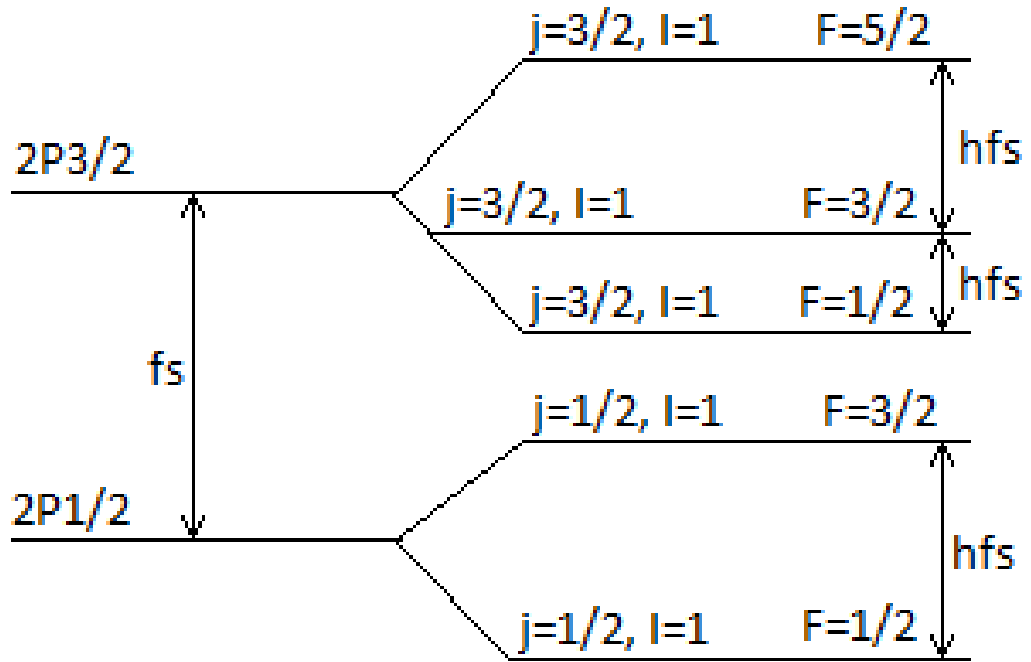 j=3/2, I=1 F=5/2
2P3/2
hfs
j=3/2, I=1 F=3/2
hfs
j=3/2, I=1 F=1/2
fs
j=1/2, I=1 F=3/2
2P1/2
hfs
j=1/2, I=1 F=1/2